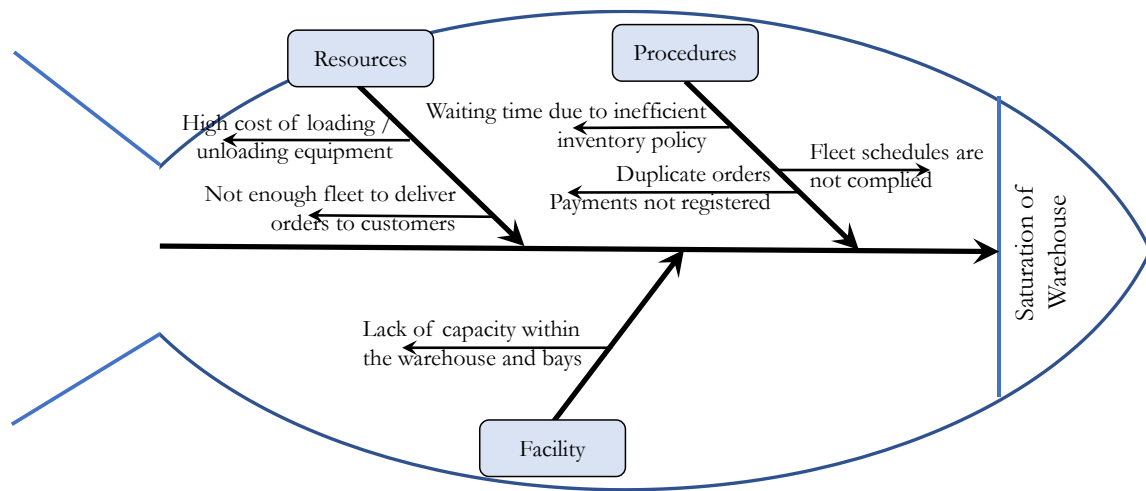 Resources
Procedures
High cost of loading /
unloading equipment
Not enough fleet to deliver
orders to customers
Waiting time due to inefficient
inventory policy
Duplicate orders
Payments not registered
Fleet schedules are
not complied
Saturation of
Warehouse
Lack of capacity within
the warehouse and bays
Facility